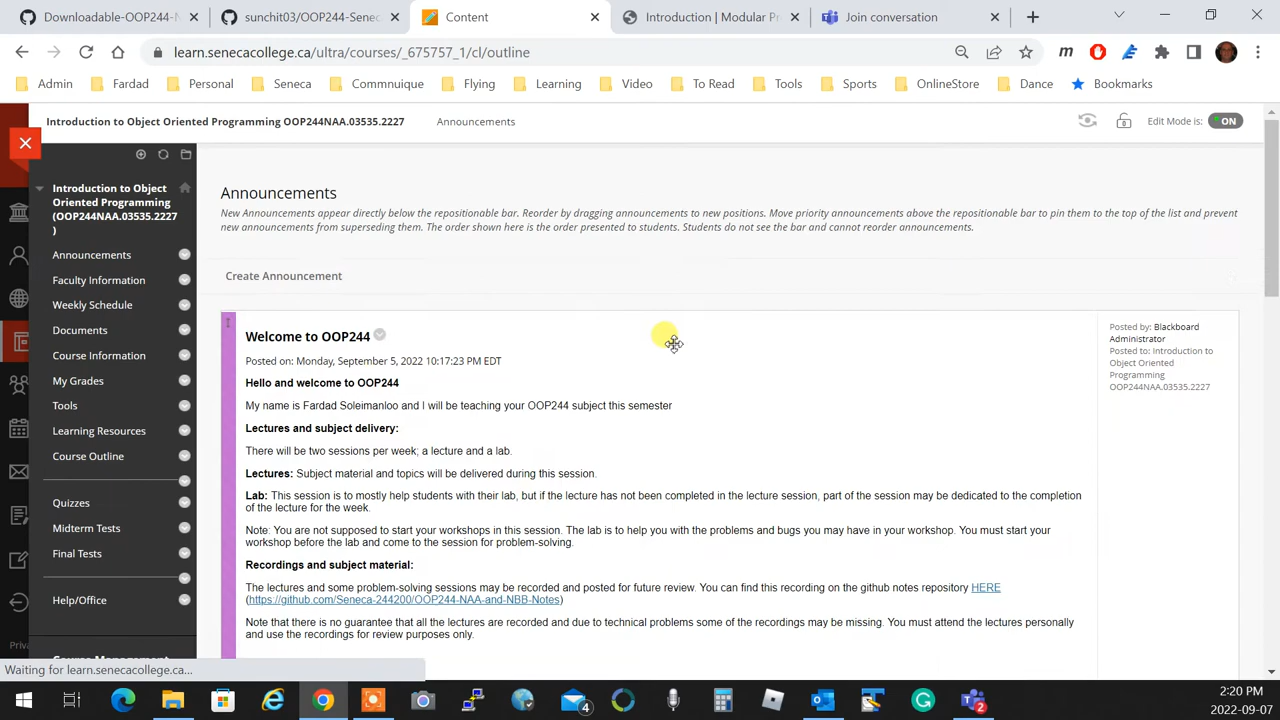 Downloadable-OOP244-N
sunchit03/OOP244-Senec
Content
Introduction | Modular Pr
Join conversation
learn.senecacollege.ca/ultra/courses/_675757_1/cl/outline
Admin Fardad Personal Seneca Commnuique Flying Learning Video To Read Tools Sports OnlineStore Dance Bookmarks
Introduction to Object Oriented Programming OOP244NAA.03535.2227 Announcements Edit Mode is: ON
Introduction to Object
Oriented Programming
(OOP244NAA.03535.2227
)
Announcements
Faculty Information
Weekly Schedule
Documents
Course Information
My Grades
Tools
Learning Resources
Course Outline
Quizzes
Midterm Tests
Final Tests
Help/Office
Priva
Announcements
New Announcements appear directly below the repositionable bar. Reorder by dragging announcements to new positions. Move priority announcements above the repositionable bar to pin them to the top of the list and prevent
new announcements from superseding them. The order shown here is the order presented to students. Students do not see the bar and cannot reorder announcements.
Create Announcement
Welcome to OOP244
Posted on: Monday, September 5, 2022 10:17:23 PM EDT
Hello and welcome to OOP244
My name is Fardad Soleimanloo and I will be teaching your OOP244 subject this semester
Lectures and subject delivery:
There will be two sessions per week; a lecture and a lab.
Lectures: Subject material and topics will be delivered during this session.
Lab: This session is to mostly help students with their lab, but if the lecture has not been completed in the lecture session, part of the session may be dedicated to the completion
of the lecture for the week.
Note: You are not supposed to start your workshops in this session. The lab is to help you with the problems and bugs you may have in your workshop. You must start your
workshop before the lab and come to the session for problem-solving.
Recordings and subject material:
The lectures and some problem-solving sessions may be recorded and posted for future review. You can find this recording on the github notes repository HERE
(https://github.com/Seneca-244200/OOP244-NAA-and-NBB-Notes)
Note that there is no guarantee that all the lectures are recorded and due to technical problems some of the recordings may be missing. You must attend the lectures personally
and use the recordings for review purposes only.
Posted by: Blackboard
Administrator
Posted to: Introduction to
Object Oriented
Programming
OOP244NAA.03535.2227
Waiting for learn.senecacollege.ca...
4
2
2:20 PM
2022-09-07